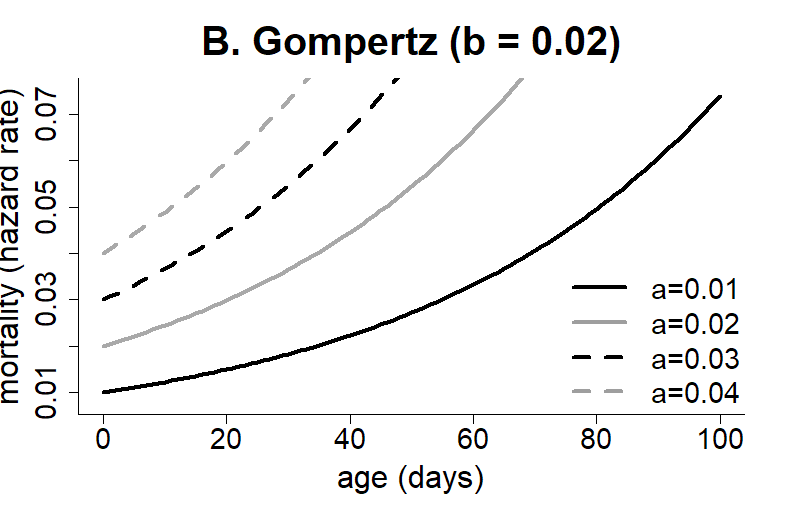 B. Gompertz (b = 0.02)
mortality (hazard rate)
0.07
0.05
0.03
0.01
a=0.01
a=0.02
a=0.03
a=0.04
0 20 40 60 80 100
age (days)